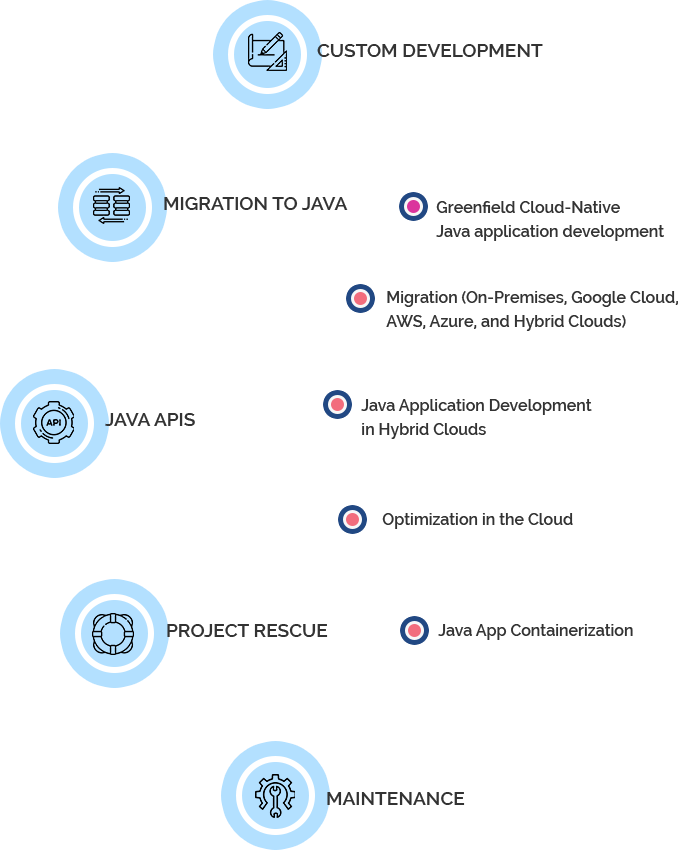 CUSTOM DEVELOPMENT
MIGRATION TO JAVA
Greenfield Cloud-Native
Java application development
Migration (On-Premises, Google Cloud,
AWS, Azure, and Hybrid Clouds)
API
JAVA APIS
Java Application Development
in Hybrid Clouds
Optimization in the Cloud
PROJECT RESCUE
Java App Containerization
MAINTENANCE